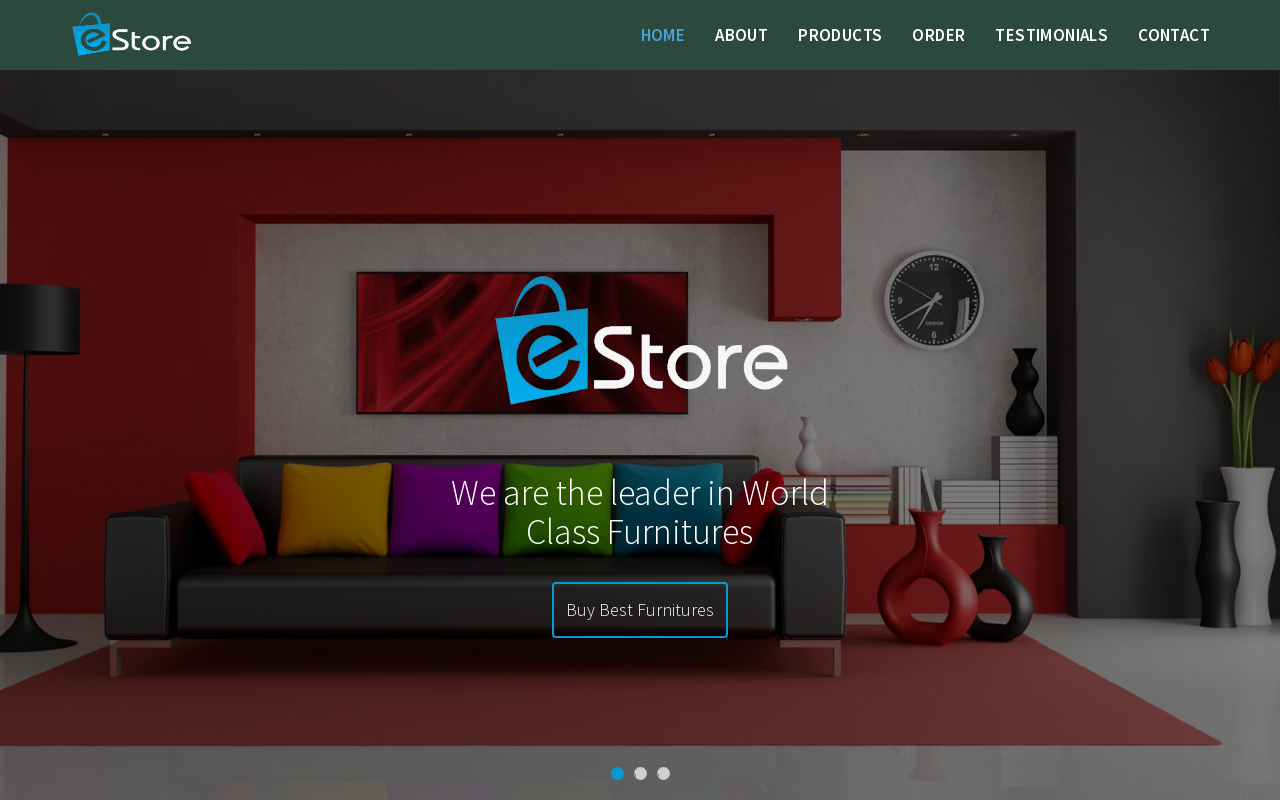 eStore
HOME ABOUT PRODUCTS ORDER TESTIMONIALS CONTACT
12
9
DESIGN
6
eStore
We are the leader in World
Class Furnitures
Buy Best Furnitures